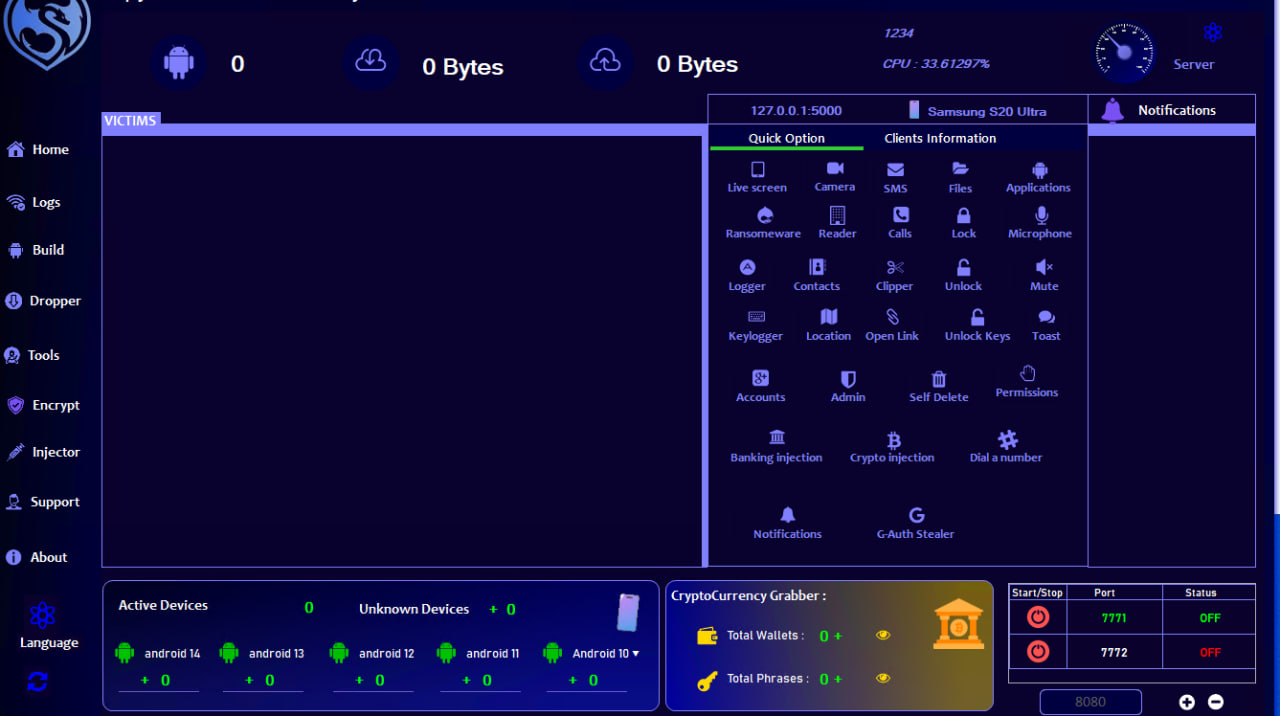 0
0 Bytes
0 Bytes
1234
CPU : 33.61297%
Server
VICTIMS
127.0.0.1:5000
Samsung S20 Ultra
Notifications
Quick Option
Clients Information
Home
Logs
Build
Dropper
Tools
Encrypt
Injector
Support
About
Language
Live screen
Camera
SMS
Files
Applications
Ransomeware
Reader
Calls
Lock
Microphone
Logger
Contacts
Clipper
Unlock
Mute
Keylogger
Location
Open Link
Unlock Keys
Toast
Accounts
Admin
Self Delete
Permissions
Banking injection
Crypto injection
Dial a number
Notifications
G-Auth Stealer
Active Devices
0
Unknown Devices
+ 0
android 14
android 13
android 12
android 11
Android 10
+ 0
+ 0
+ 0
+ 0
+ 0
CryptoCurrency Grabber :
Total Wallets : 0 +
Total Phrases : 0 +
Start/Stop
Port
Status
7771
OFF
7772
OFF
8080